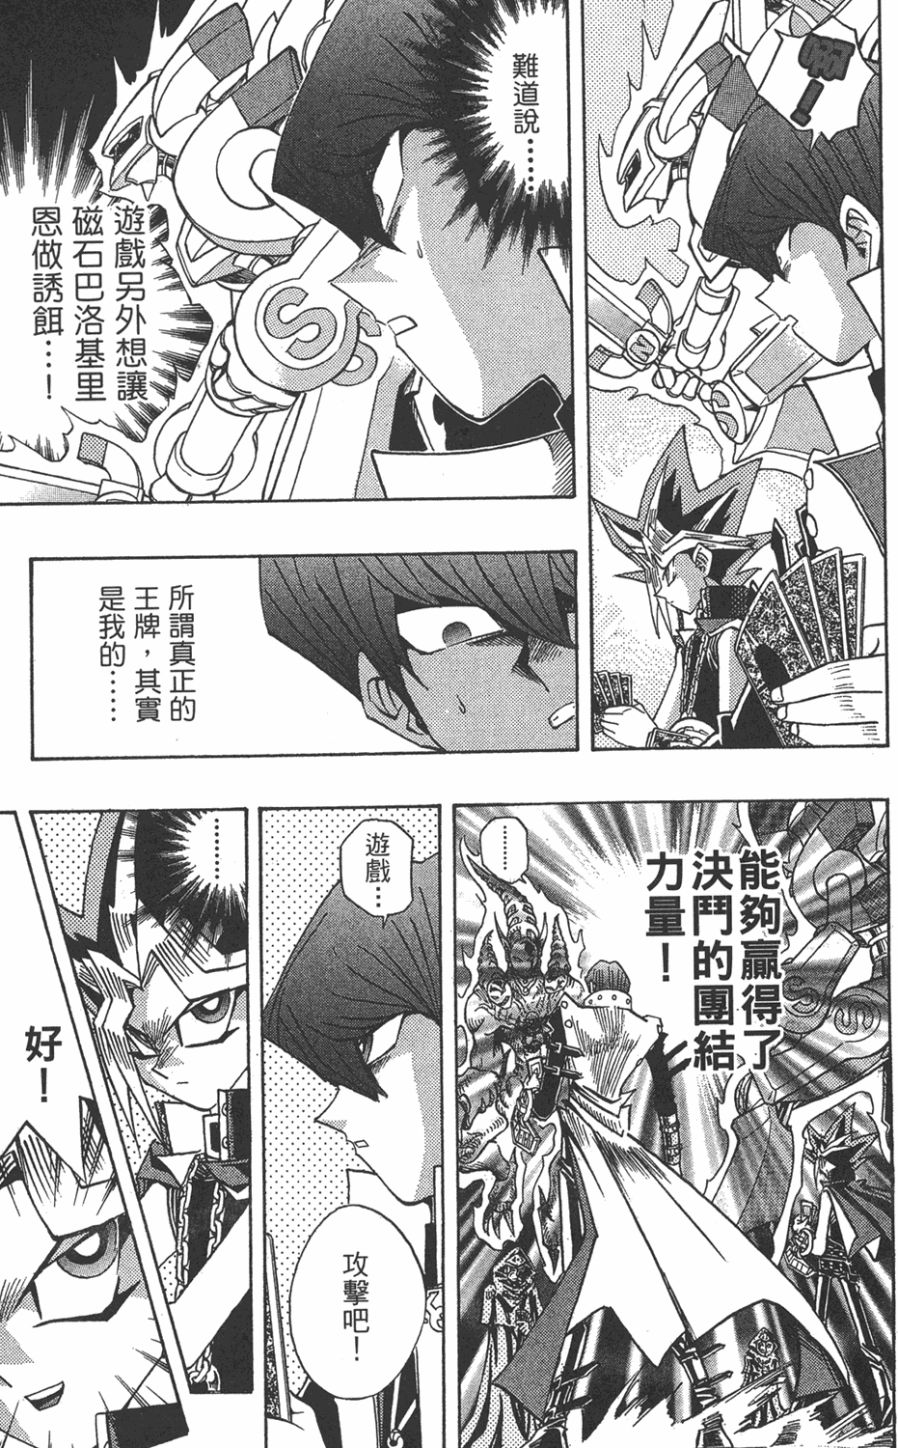 啊！
難道說……
遊戲另外想讓
磁石巴洛基里
恩做誘餌…！
所謂真正的
王牌，其實
是我的……
能夠贏得了
決鬥的團結
力量！
………
遊戲…
攻擊吧！
………
好！
S
S
N
S
S